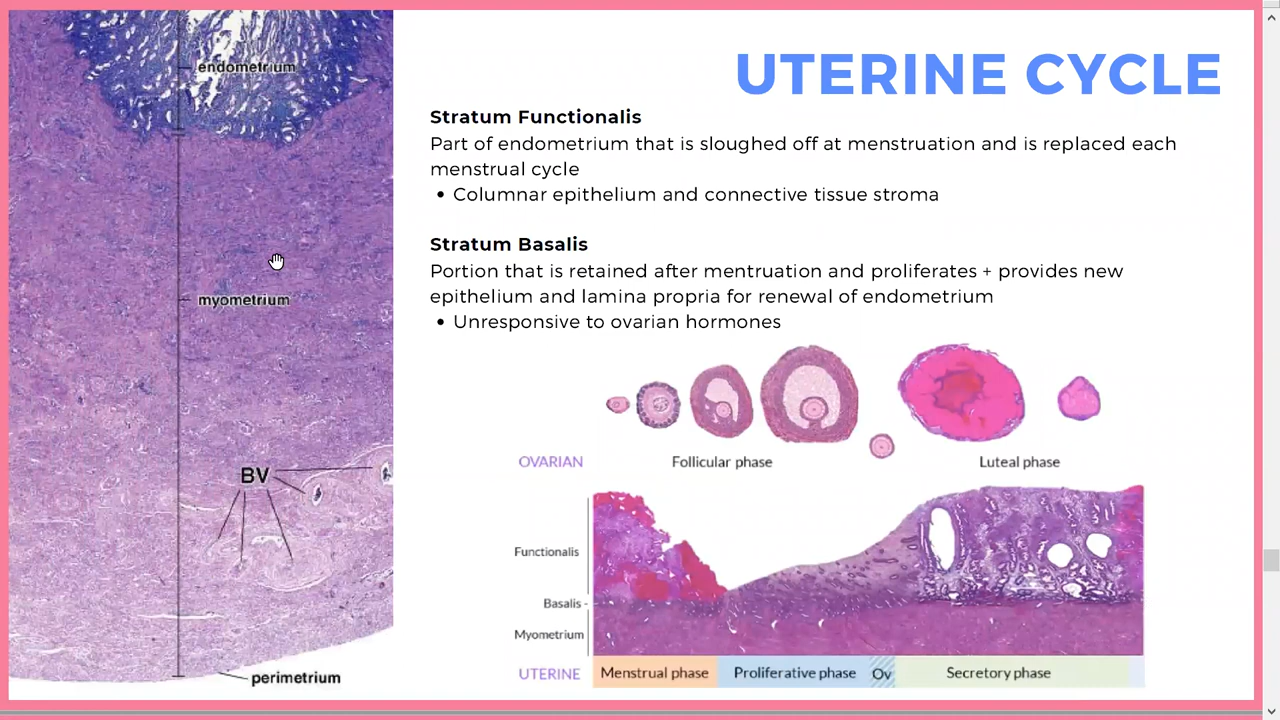 UTERINE CYCLE
Stratum Functionalis
Part of endometrium that is sloughed off at menstruation and is replaced each
menstrual cycle
• Columnar epithelium and connective tissue stroma
Stratum Basalis
Portion that is retained after mentruation and proliferates + provides new
epithelium and lamina propria for renewal of endometrium
• Unresponsive to ovarian hormones
endometrium
myometrium
BV
perimetrium
OVARIAN
Follicular phase
Luteal phase
Functionalis
Basalis
Myometrium
UTERINE
Menstrual phase
Proliferative phase
Ov
Secretory phase